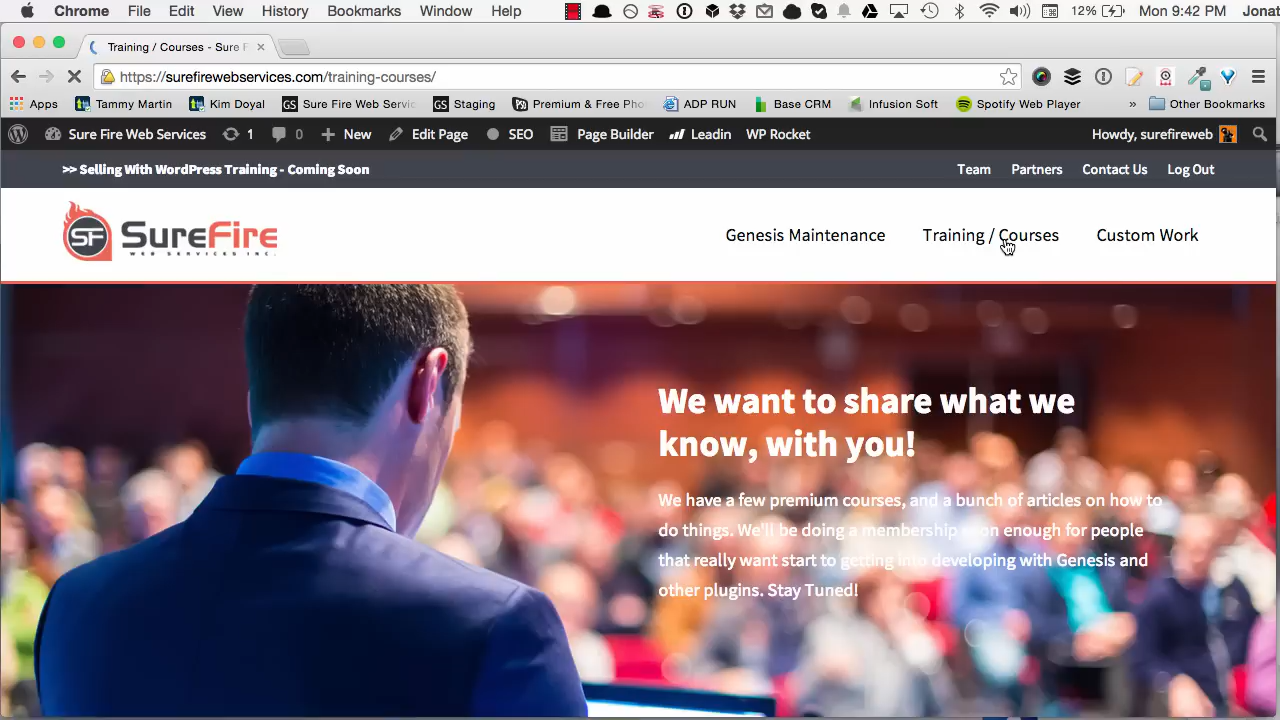 Chrome File Edit View History Bookmarks Window Help 12% Mon 9:42 PM Jonat
Training / Courses - Sure F
https://surefirewebservices.com/training-courses/
Apps Tammy Martin Kim Doyal Sure Fire Web Servic Staging Premium & Free Pho ADT-UN Base CRM Infusion Soft Spotify Web Player » Other Bookmarks
Sure Fire Web Services 1 0 New Edit Page SEO Page Builder Leadin WP Rocket Howdy, surefireweb
>> Selling With WordPress Training - Coming Soon Team Partners Contact Us Log Out
SF SureFire
WEB SERVICES INC.
Genesis Maintenance Training / Courses Custom Work
We want to share what we
know, with you!
We have a few premium courses, and a bunch of articles on how to
do things. We'll be doing a membership soon enough for people
that really want start to getting into developing with Genesis and
other plugins. Stay Tuned!